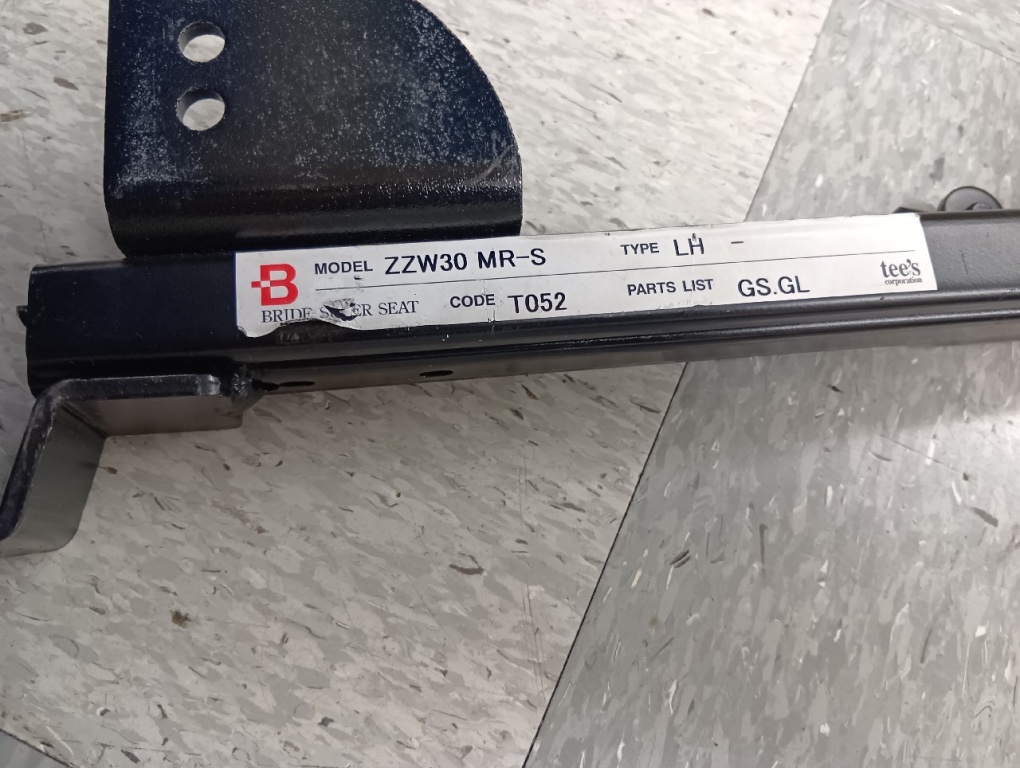 B MODEL ZZW30 MR-S TYPE LH -
BRIDE SEAT CODE T052 PARTS LIST GS.GL tee's
corporation